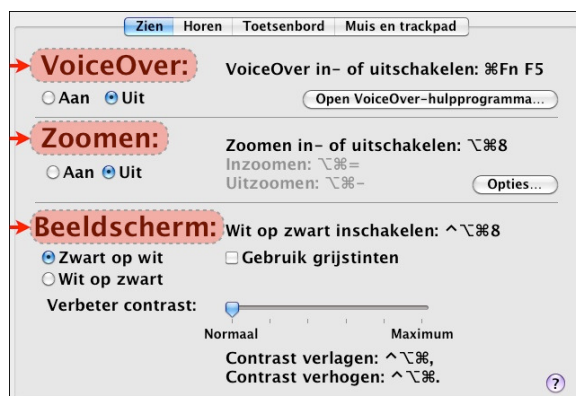 Zien Horen Toetsenbord Muis en trackpad
VoiceOver: VoiceOver in- of uitschakelen: ⌘Fn F5
Aan Uit Open VoiceOver-hulpprogramma...
Zoomen: Zoomen in- of uitschakelen: ⌥⌘8
Inzoomen: ⌥⌘=
Aan Uit
Uitzoomen: ⌥⌘-
Opties...
Beeldscherm: Wit op zwart inschakelen: ^⌥⌘8
Zwart op wit Gebruik grijstinten
Wit op zwart
Verbeter contrast:
Normaal Maximum
Contrast verlagen: ^⌥⌘,
Contrast verhogen: ^⌥⌘.
?